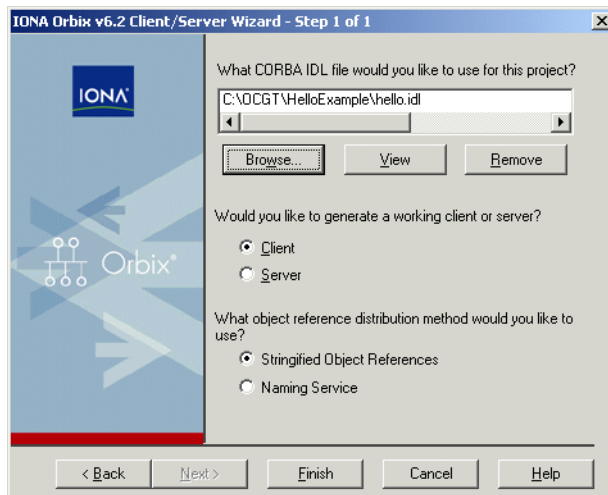 IONA Orbix v6.2 Client/Server Wizard - Step 1 of 1
IONA
Orbix
What CORBA IDL file would you like to use for this project?
C:\OCGT\HelloExample\hello.idl
Browse... View Remove
Would you like to generate a working client or server?
Client
Server
What object reference distribution method would you like to
use?
Stringified Object References
Naming Service
< Back Next > Finish Cancel Help